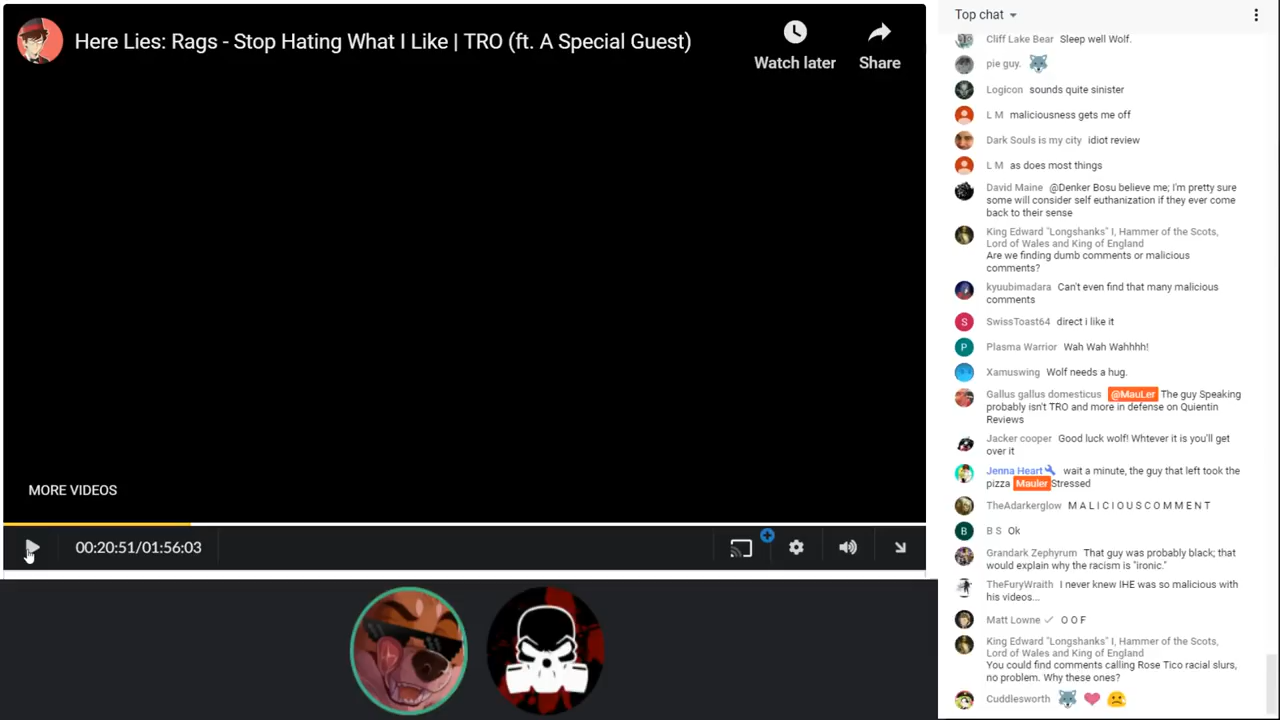 Here Lies: Rags - Stop Hating What I Like | TRO (ft. A Special Guest)
Watch later
Share
MORE VIDEOS
00:20:51/01:56:03
Top chat
Cliff Lake Bear Sleep well Wolf.
pie guy.
Logicon sounds quite sinister
L M maliciousness gets me off
Dark Souls is my city idiot review
L M as does most things
David Maine @Denker Bosu believe me; I'm pretty sure
some will consider self euthanization if they ever come
back to their sense
King Edward "Longshanks" I, Hammer of the Scots,
Lord of Wales and King of England
Are we finding dumb comments or malicious
comments?
kyuubimadara Can't even find that many malicious
comments
S
SwissToast64 direct i like it
P
Plasma Warrior Wah Wah Wahhhh!
Xamuswing Wolf needs a hug.
Gallus gallus domesticus @MauLer The guy Speaking
probably isn't TRO and more in defense on Quientin
Reviews
Jacker cooper Good luck wolf! Whtever it is you'll get
over it
Jenna Heart wait a minute, the guy that left took the
pizza Mauler Stressed
TheAdarkerglow M A L I C I O U S C O M M E N T
B
B S Ok
Grandark Zephyrum That guy was probably black; that
would explain why the racism is "ironic."
TheFuryWraith I never knew IHE was so malicious with
his videos...
Matt Lowne O O F
King Edward "Longshanks" I, Hammer of the Scots,
Lord of Wales and King of England
You could find comments calling Rose Tico racial slurs,
no problem. Why these ones?
Cuddlesworth